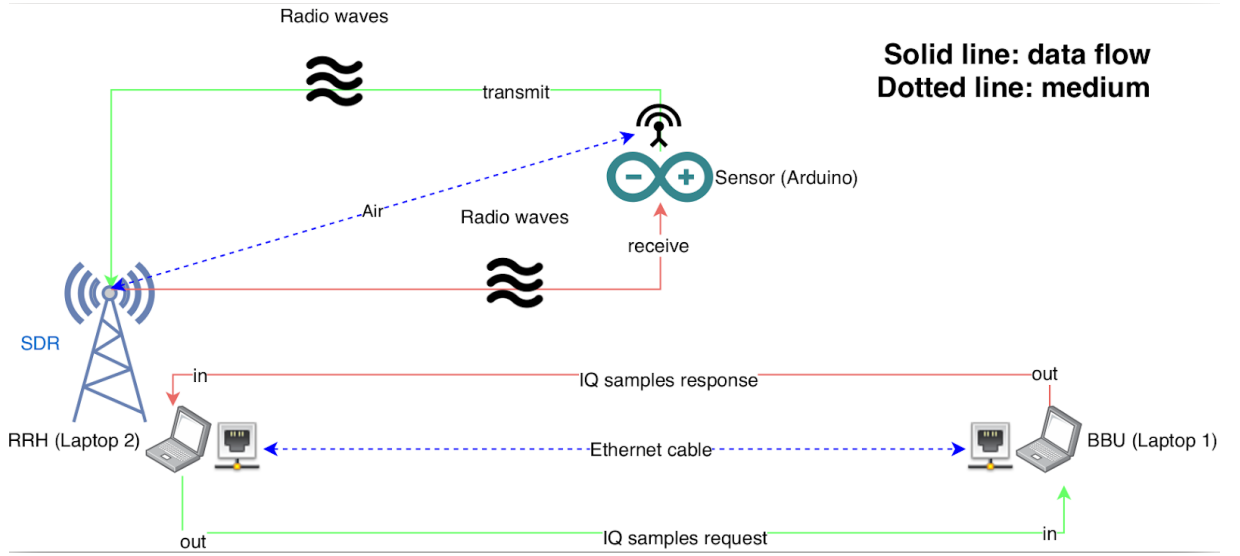 Radio waves
Solid line: data flow
Dotted line: medium
transmit
Sensor (Arduino)
Air
Radio waves
receive
SDR
in
IQ samples response
out
RRH (Laptop 2)
Ethernet cable
BBU (Laptop 1)
out
IQ samples request
in